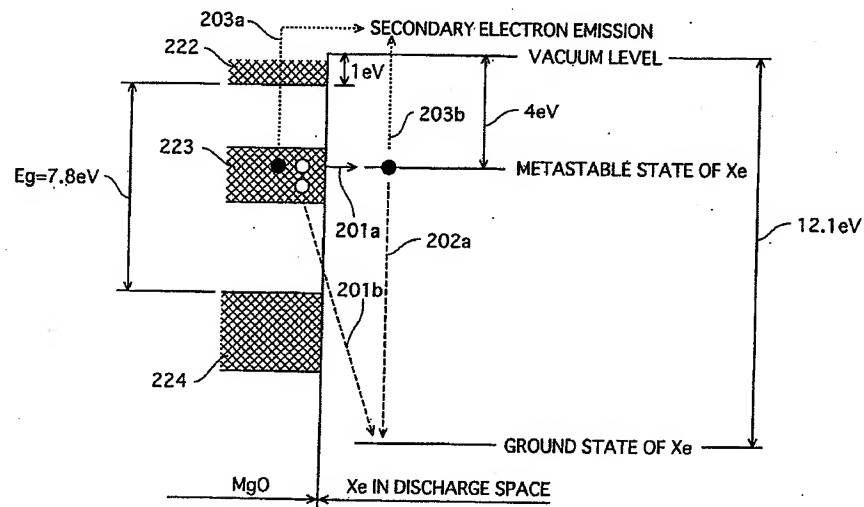 203a
SECONDARY ELECTRON EMISSION
222
VACUUM LEVEL
1eV
4eV
203b
223
Eg=7.8eV
METASTABLE STATE OF Xe
201a
202a
12.1eV
201b
224
GROUND STATE OF Xe
MgO
Xe IN DISCHARGE SPACE